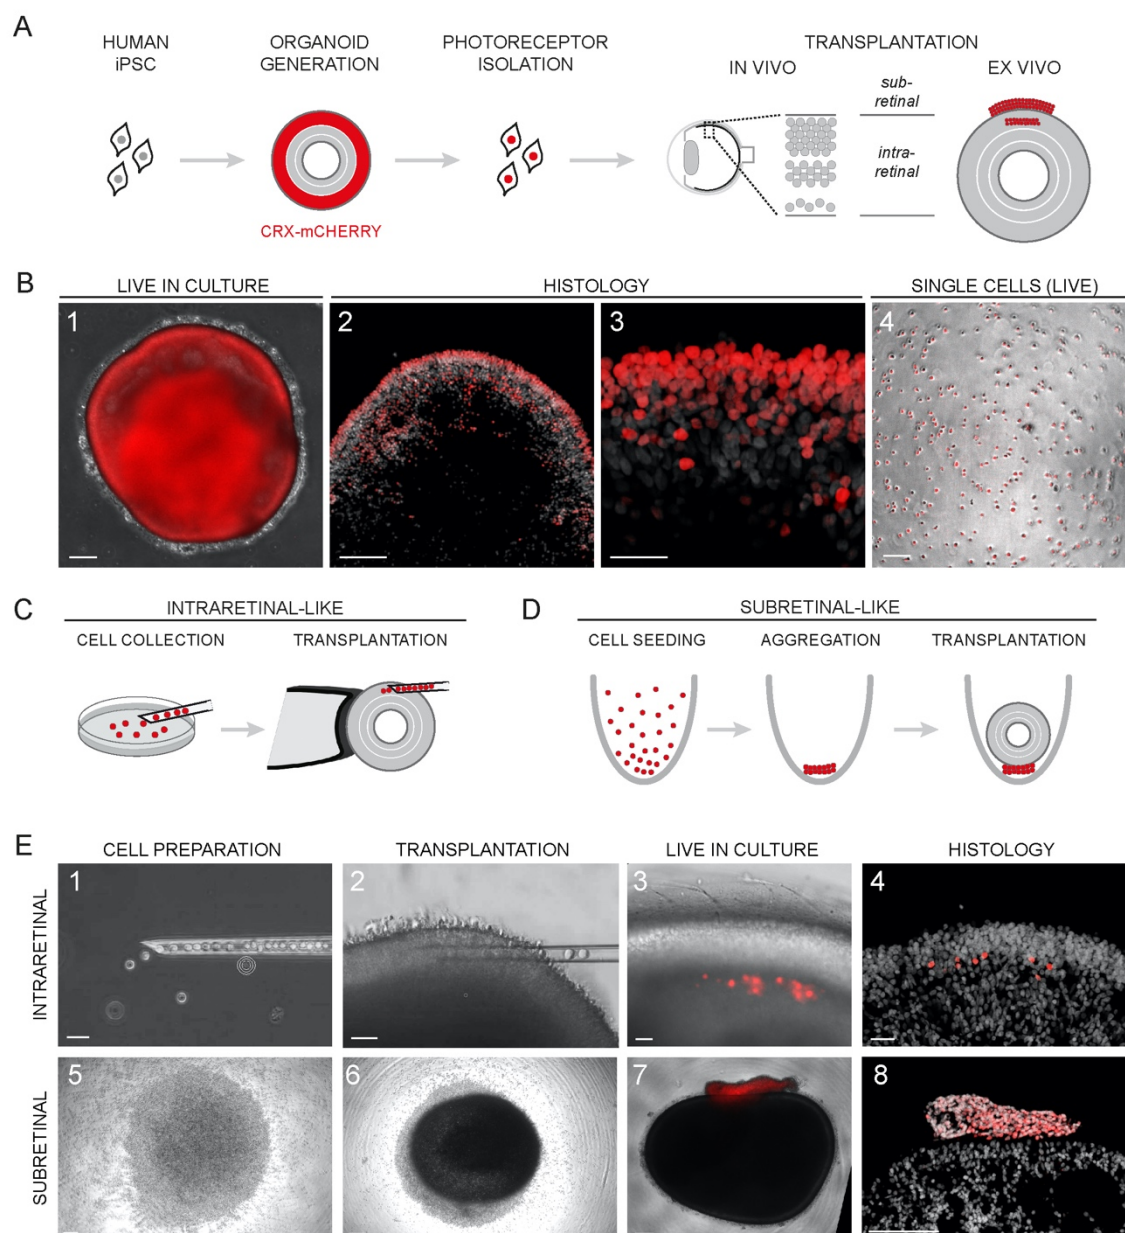 A
HUMAN
iPSC
ORGANOID
GENERATION
CRX-mCHERRY
PHOTORECEPTOR
ISOLATION
TRANSPLANTATION
IN VIVO
EX VIVO
sub-
retinal
intra-
retinal
B
LIVE IN CULTURE
HISTOLOGY
SINGLE CELLS (LIVE)
1
2
3
4
C
INTRARETINAL-LIKE
CELL COLLECTION
TRANSPLANTATION
D
SUBRETINAL-LIKE
CELL SEEDING
AGGREGATION
TRANSPLANTATION
E
CELL PREPARATION
TRANSPLANTATION
LIVE IN CULTURE
HISTOLOGY
INTRARETINAL
1
2
3
4
SUBRETINAL
5
6
7
8